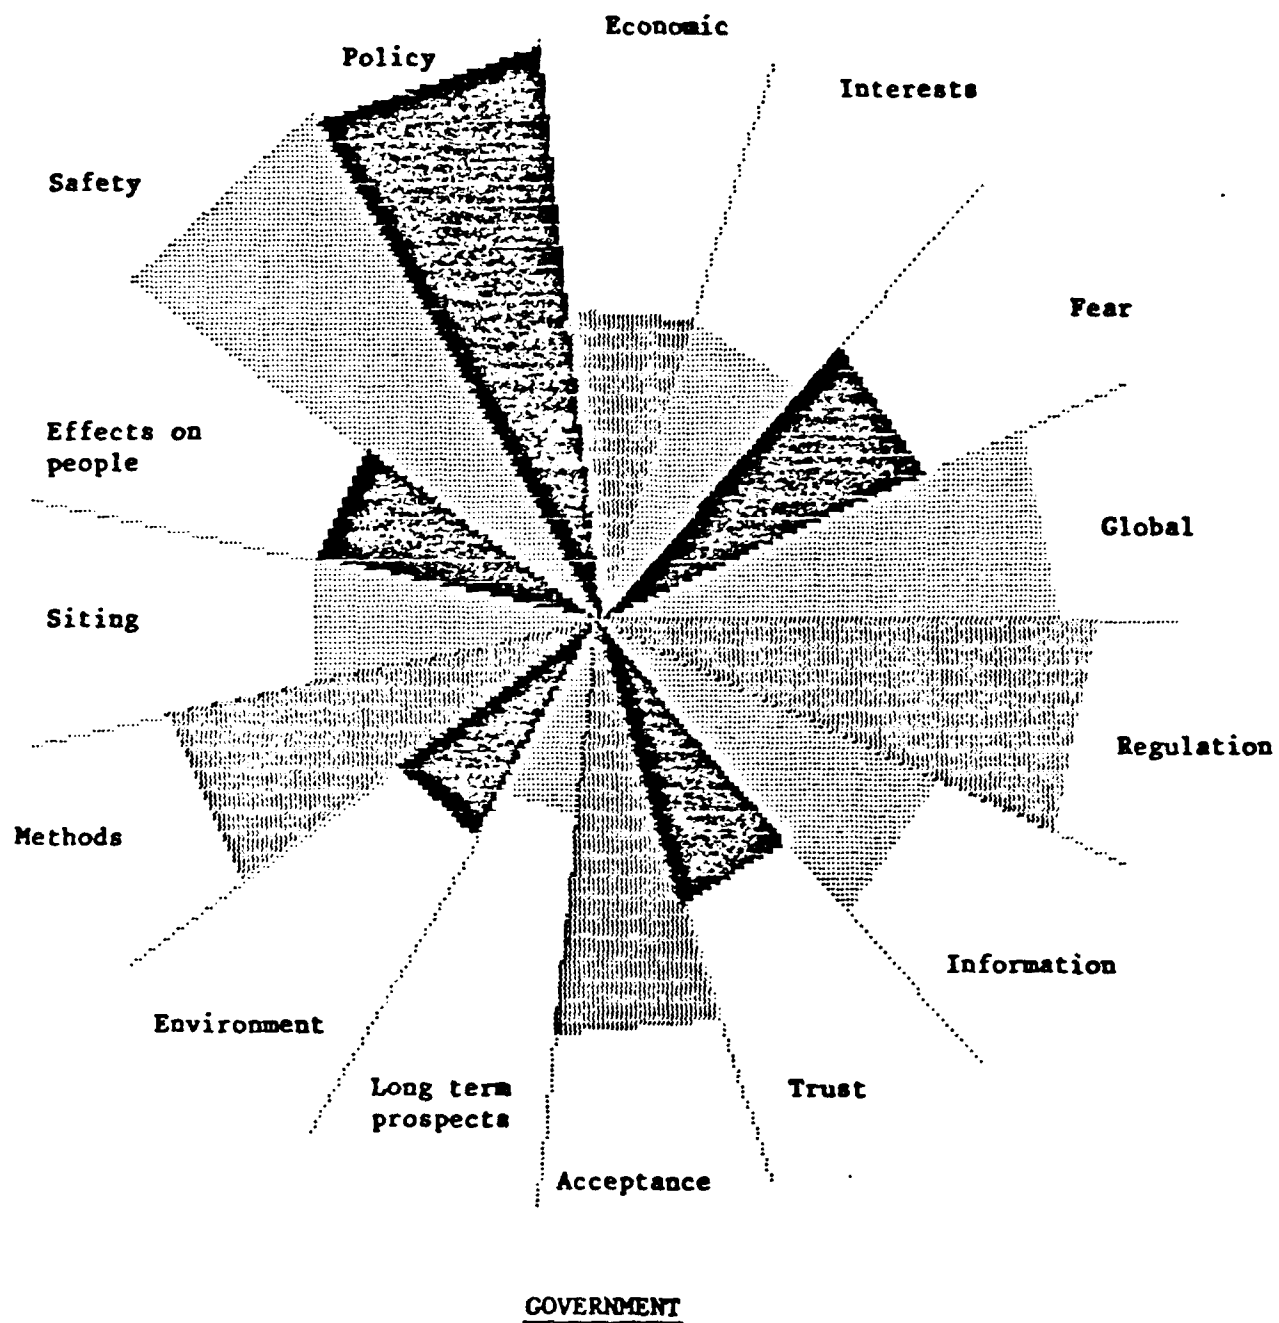 Economic
Policy
Interests
Safety
Fear
Effects on
people
Global
Siting
Regulation
Methods
Information
Environment
Long term
prospects
Trust
Acceptance
GOVERNMENT